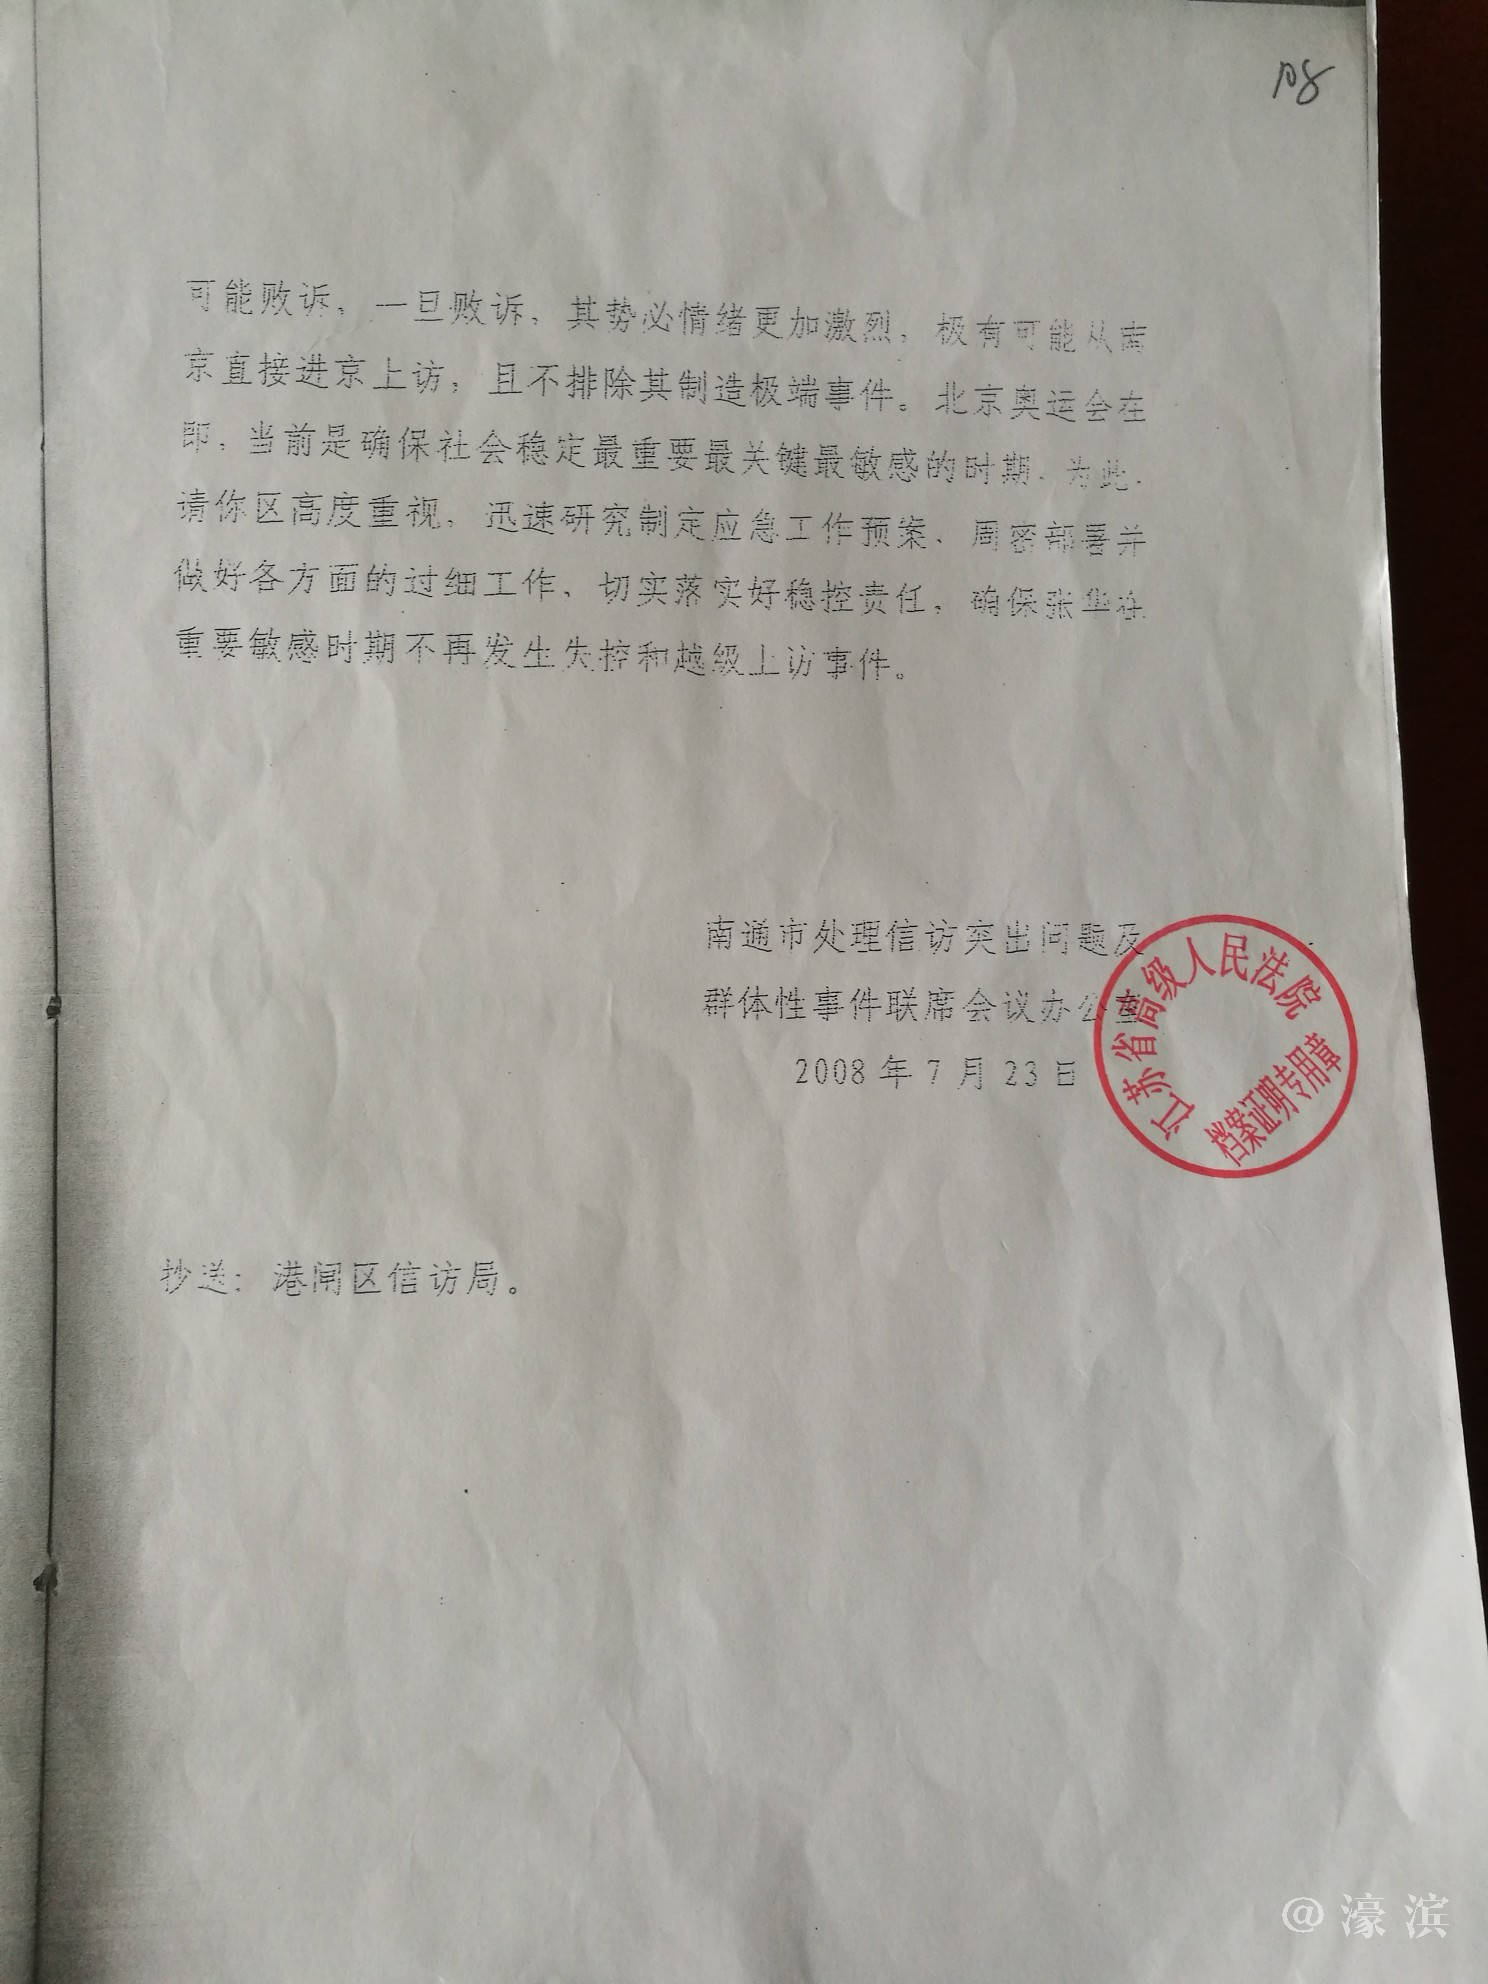 108
可能败诉，一旦败诉，其势必情绪更加激烈，极有可能从南
京直接进京上访，且不排除其制造极端事件。北京奥运会在
即，当前是确保社会稳定最重要最关键最敏感的时期，为此，
请你区高度重视，迅速研究制定应急工作预案、周密部署并
做好各方面的过细工作，切实落实好稳控责任，确保张华在
重要敏感时期不再发生失控和越级上访事件。
南通市处理信访突出问题及
群体性事件联席会议办公室
2008年7月23日
江苏省高级人民法院
档案证明专用章
抄送：港闸区信访局。
@濠滨